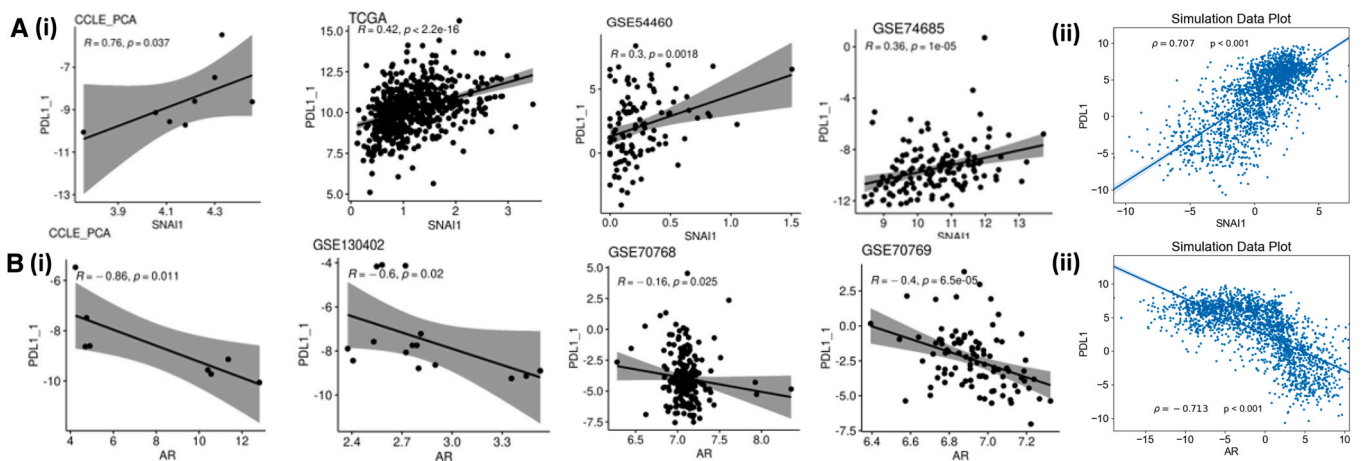 A (i)
CCLE_PCA
R = 0.76, p = 0.037
PDL1_1
-7
-9
-11
-13
3.9 4.1 4.3
SNAI1
TCGA
R = 0.42, p < 2.2e-16
PDL1_1
15.0
12.5
10.0
7.5
5.0
0 1 2 3
SNAI1
GSE54460
R = 0.3, p = 0.0018
PDL1_1
5
0
0.0 0.5 1.0 1.5
SNAI1
GSE74685
R = 0.36, p = 1e-05
PDL1_1
0
-4
-8
-12
9 10 11 12 13
SNAI1
(ii)
Simulation Data Plot
ρ = 0.707 p < 0.001
PDL1
10
5
0
−5
−10
−10 −5 0 5
SNAI1
B (i)
CCLE_PCA
R = − 0.86, p = 0.011
PDL1_1
-6
-8
-10
4 6 8 10 12
AR
GSE130402
R = − 0.6, p = 0.02
PDL1_1
-4
-6
-8
-10
2.4 2.7 3.0 3.3
AR
GSE70768
R = − 0.16, p = 0.025
PDL1_1
5.0
2.5
0.0
-2.5
-5.0
-7.5
6.5 7.0 7.5 8.0
AR
GSE70769
R = − 0.4, p = 6.5e-05
PDL1_1
2.5
0.0
-2.5
-5.0
-7.5
6.4 6.6 6.8 7.0 7.2
AR
(ii)
Simulation Data Plot
ρ = − 0.713 p < 0.001
PDL1
15
10
5
0
−5
−10
−15 −10 −5 0 5 10
AR